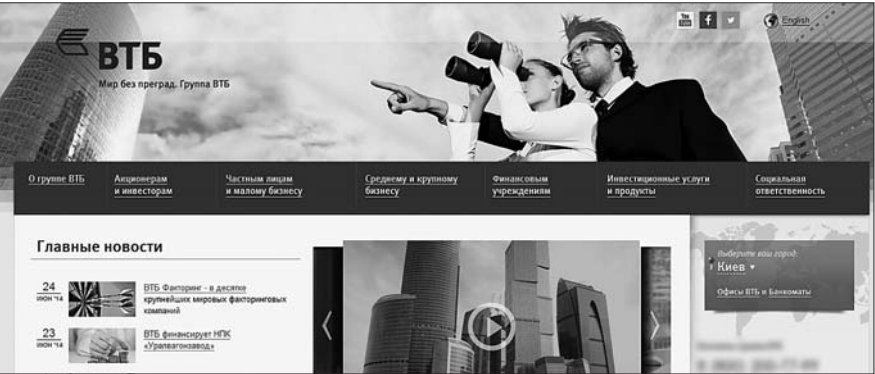 You
Tube
English
ВТБ
Мир без преград. Группа ВТБ
О группе ВТБ
Акционерам
и инвесторам
Частным лицам
и малому бизнесу
Среднему и крупному
бизнесу
Финансовым
учреждениям
Инвестиционные услуги
и продукты
Социальная
ответственность
Главные новости
24
ИЮН '14
ВТБ Факторинг - в десятке
крупнейших мировых факторинговых
компаний
23
ИЮН '14
ВТБ финансирует НПК
«Уралвагонзавод»
Выберите ваш город:
Киев
Офисы ВТБ и Банкоматы